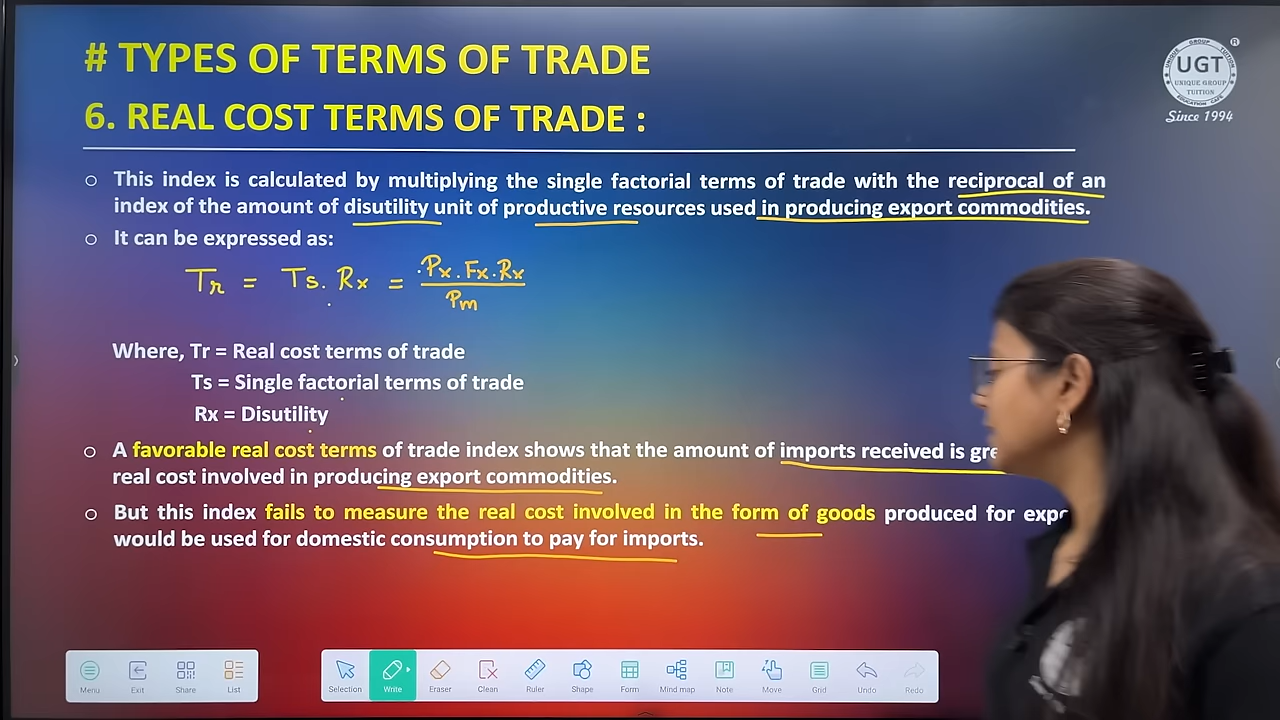 # TYPES OF TERMS OF TRADE
6. REAL COST TERMS OF TRADE :
UNIQUE GROUP TUITION
UGT
UNIQUE GROUP
TUITION
EDUCATION CAFE
®
Since 1994
○ This index is calculated by multiplying the single factorial terms of trade with the reciprocal of an
index of the amount of disutility unit of productive resources used in producing export commodities.
○ It can be expressed as:
Tr = Ts. Rx = .Px.Fx.Rx / Pm
Where, Tr = Real cost terms of trade
Ts = Single factorial terms of trade
Rx = Disutility
○ A favorable real cost terms of trade index shows that the amount of imports received is gre
real cost involved in producing export commodities.
○ But this index fails to measure the real cost involved in the form of goods produced for expo
would be used for domestic consumption to pay for imports.
Menu Exit Share List Selection Write Eraser Clean Ruler Shape Form Mind map Note Move Grid Undo Redo